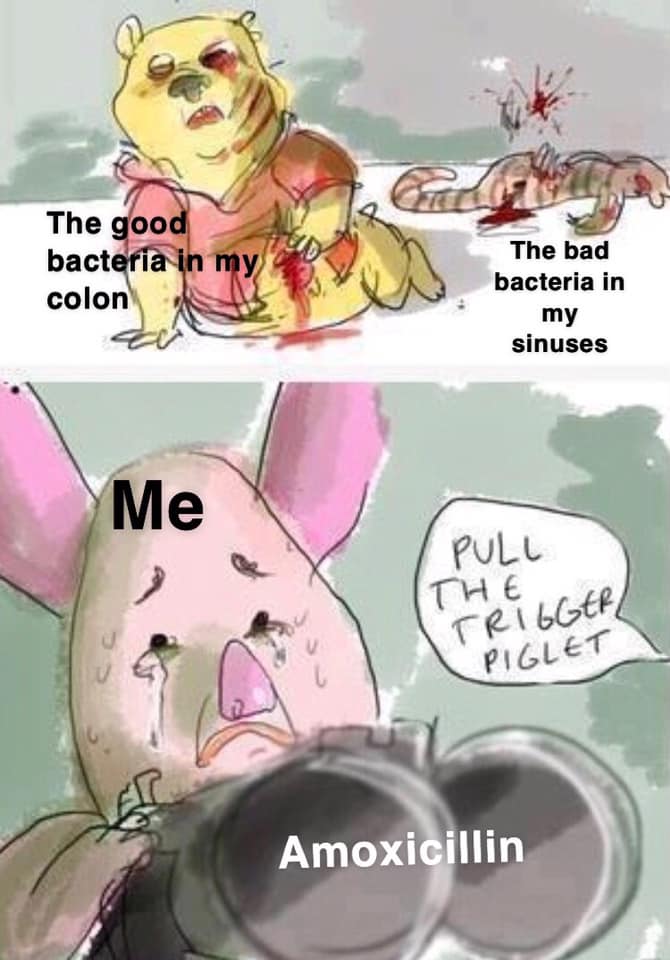 The good
bacteria in my
colon
The bad
bacteria in
my
sinuses
Me
PULL
THE
TRIGGER
PIGLET
Amoxicillin